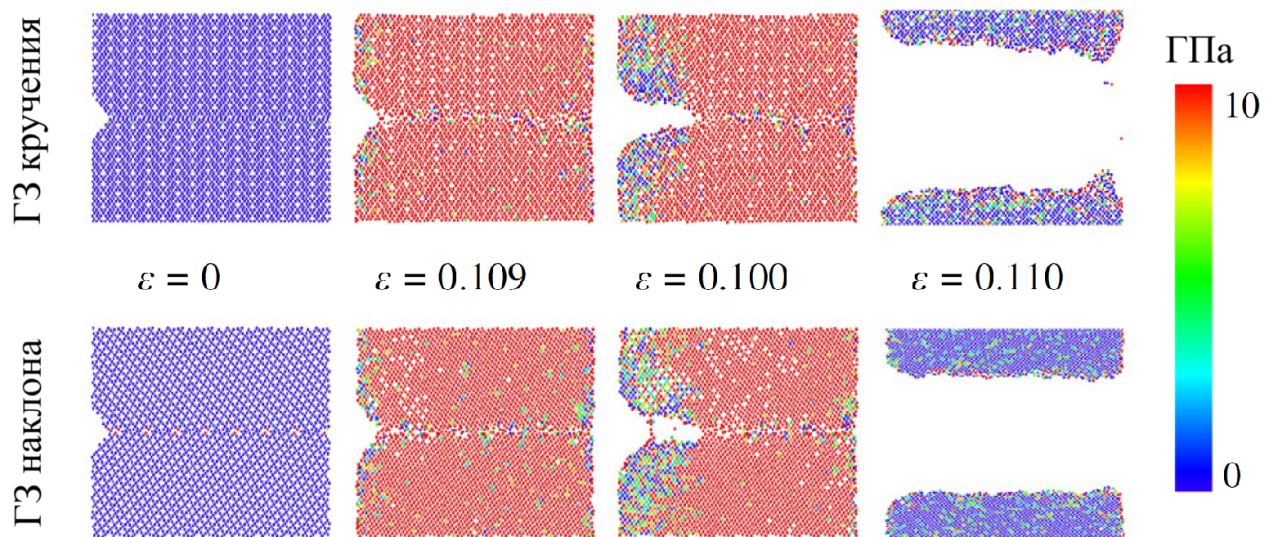 ГЗ кручения
ГПа
10
ε = 0
ε = 0.109
ε = 0.100
ε = 0.110
ГЗ наклона
0